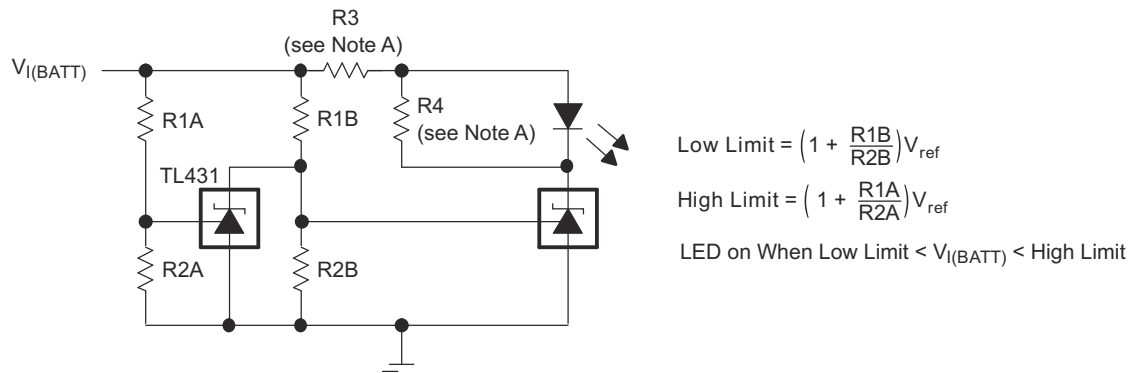 R3
(see Note A)
V_I(BATT)
R1A
R1B
R4
(see Note A)
TL431
R2A
R2B
Low Limit = (1 + R1B/R2B)V_ref
High Limit = (1 + R1A/R2A)V_ref
LED on When Low Limit < V_I(BATT) < High Limit